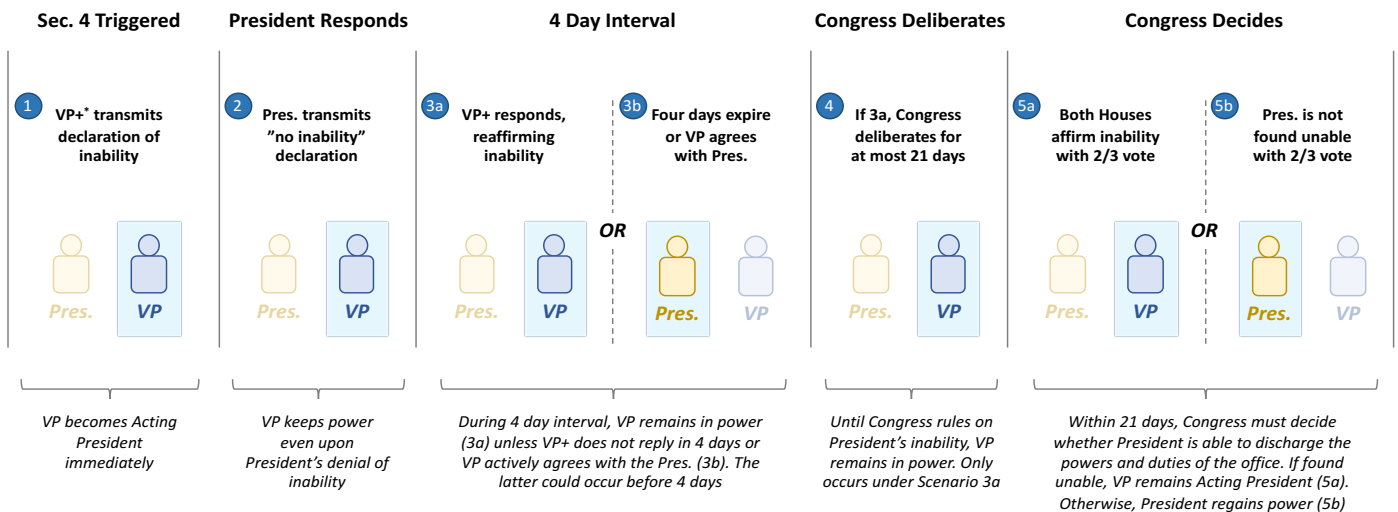 Sec. 4 Triggered
President Responds
4 Day Interval
Congress Deliberates
Congress Decides
1
VP+* transmits
declaration of
inability
2
Pres. transmits
”no inability”
declaration
3a
VP+ responds,
reaffirming
inability
3b
Four days expire
or VP agrees
with Pres.
4
If 3a, Congress
deliberates for
at most 21 days
5a
Both Houses
affirm inability
with 2/3 vote
5b
Pres. is not
found unable
with 2/3 vote
Pres.
VP
Pres.
VP
Pres.
VP
OR
Pres.
VP
Pres.
VP
Pres.
VP
OR
Pres.
VP
VP becomes Acting
President
immediately
VP keeps power
even upon
President’s denial of
inability
During 4 day interval, VP remains in power
(3a) unless VP+ does not reply in 4 days or
VP actively agrees with the Pres. (3b). The
latter could occur before 4 days
Until Congress rules on
President’s inability, VP
remains in power. Only
occurs under Scenario 3a
Within 21 days, Congress must decide
whether President is able to discharge the
powers and duties of the office. If found
unable, VP remains Acting President (5a).
Otherwise, President regains power (5b)